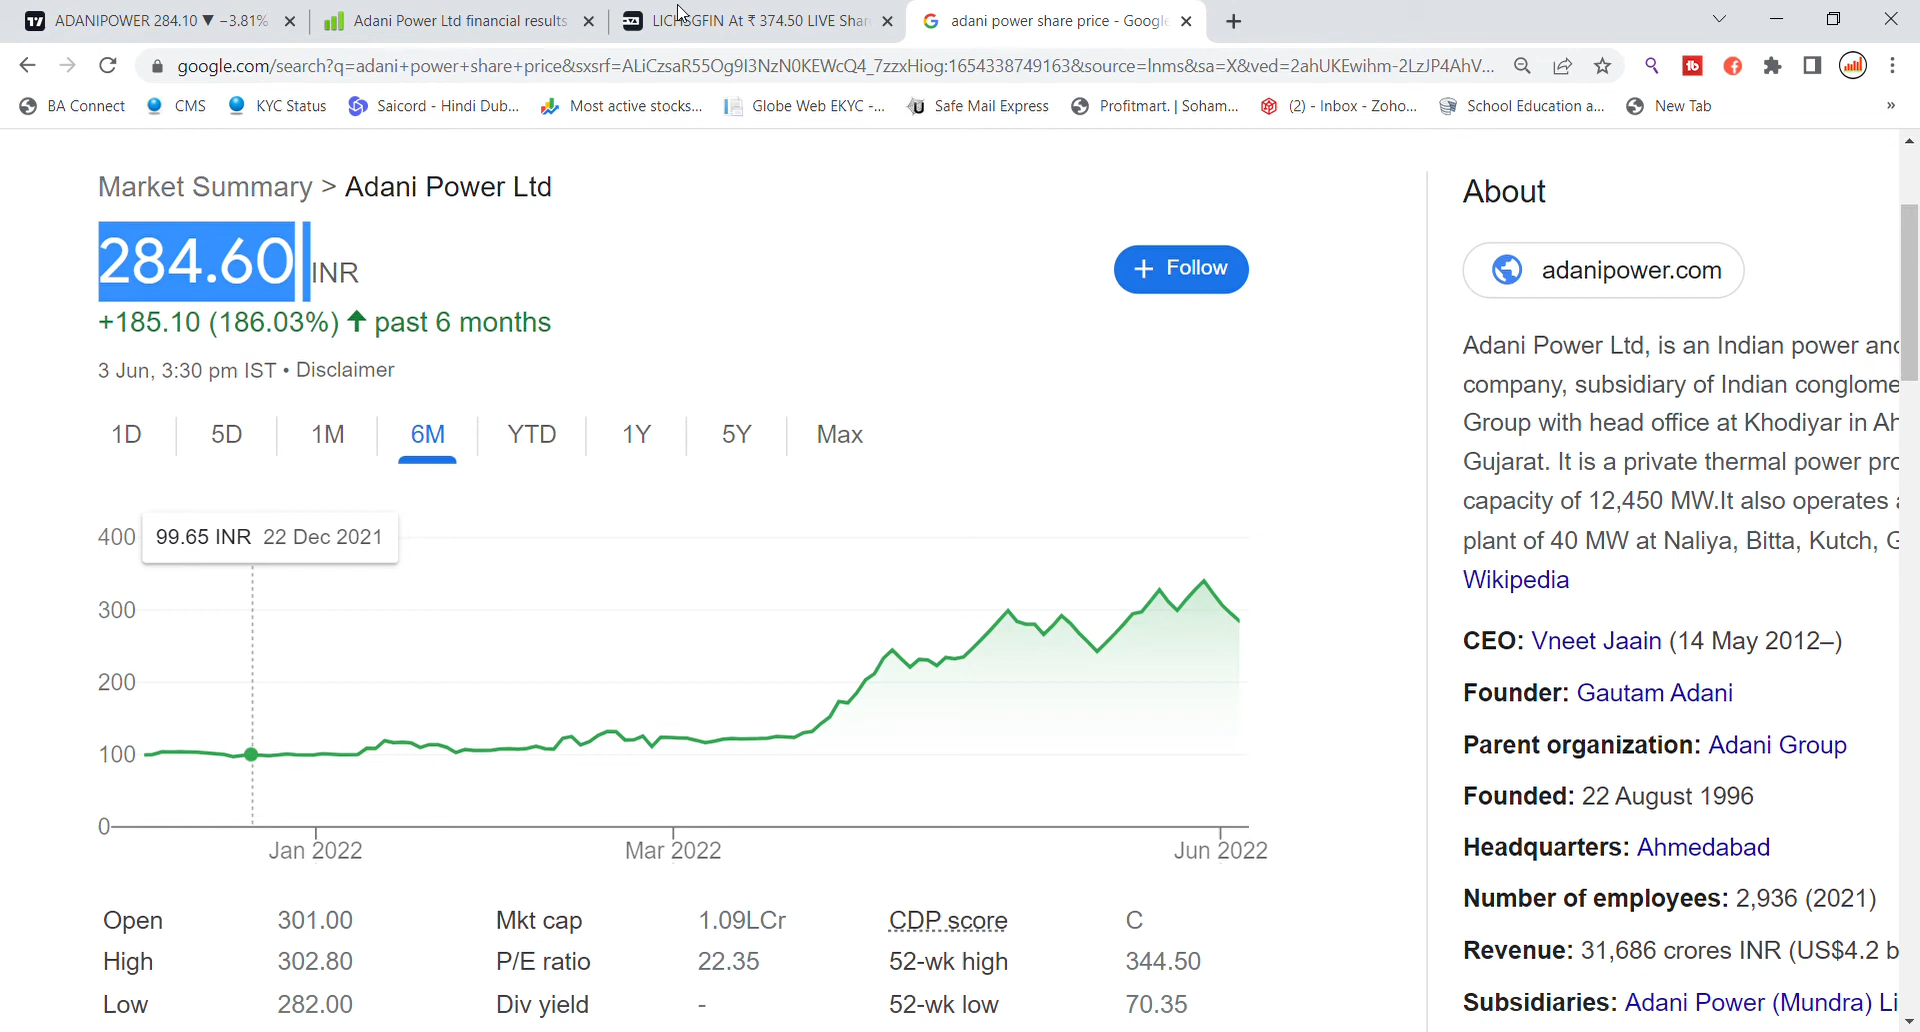 ADANIPOWER 284.10 ▼ −3.81%
Adani Power Ltd financial results
LICHSGFIN At ₹ 374.50 LIVE Shar
adani power share price - Google
google.com/search?q=adani+power+share+price&sxsrf=ALiCzsaR55Og9I3NzN0KEWcQ4_7zzxHiog:1654338749163&source=lnms&sa=X&ved=2ahUKEwihm-2LzJP4AhV...
BA Connect
CMS
KYC Status
Saicord - Hindi Dub...
Most active stocks...
Globe Web EKYC -...
Safe Mail Express
Profitmart. | Soham...
(2) - Inbox - Zoho...
School Education a...
New Tab
»
Market Summary > Adani Power Ltd
284.60 INR
+ Follow
+185.10 (186.03%) ↑ past 6 months
3 Jun, 3:30 pm IST • Disclaimer
1D 5D 1M 6M YTD 1Y 5Y Max
99.65 INR 22 Dec 2021
400
300
200
100
0
Jan 2022 Mar 2022 Jun 2022
Open 301.00 Mkt cap 1.09LCr CDP score C
High 302.80 P/E ratio 22.35 52-wk high 344.50
Low 282.00 Div yield - 52-wk low 70.35
About
adanipower.com
Adani Power Ltd, is an Indian power and
company, subsidiary of Indian conglome
Group with head office at Khodiyar in Ah
Gujarat. It is a private thermal power pro
capacity of 12,450 MW.It also operates a
plant of 40 MW at Naliya, Bitta, Kutch, G
Wikipedia
CEO: Vneet Jaain (14 May 2012–)
Founder: Gautam Adani
Parent organization: Adani Group
Founded: 22 August 1996
Headquarters: Ahmedabad
Number of employees: 2,936 (2021)
Revenue: 31,686 crores INR (US$4.2 b
Subsidiaries: Adani Power (Mundra) Li